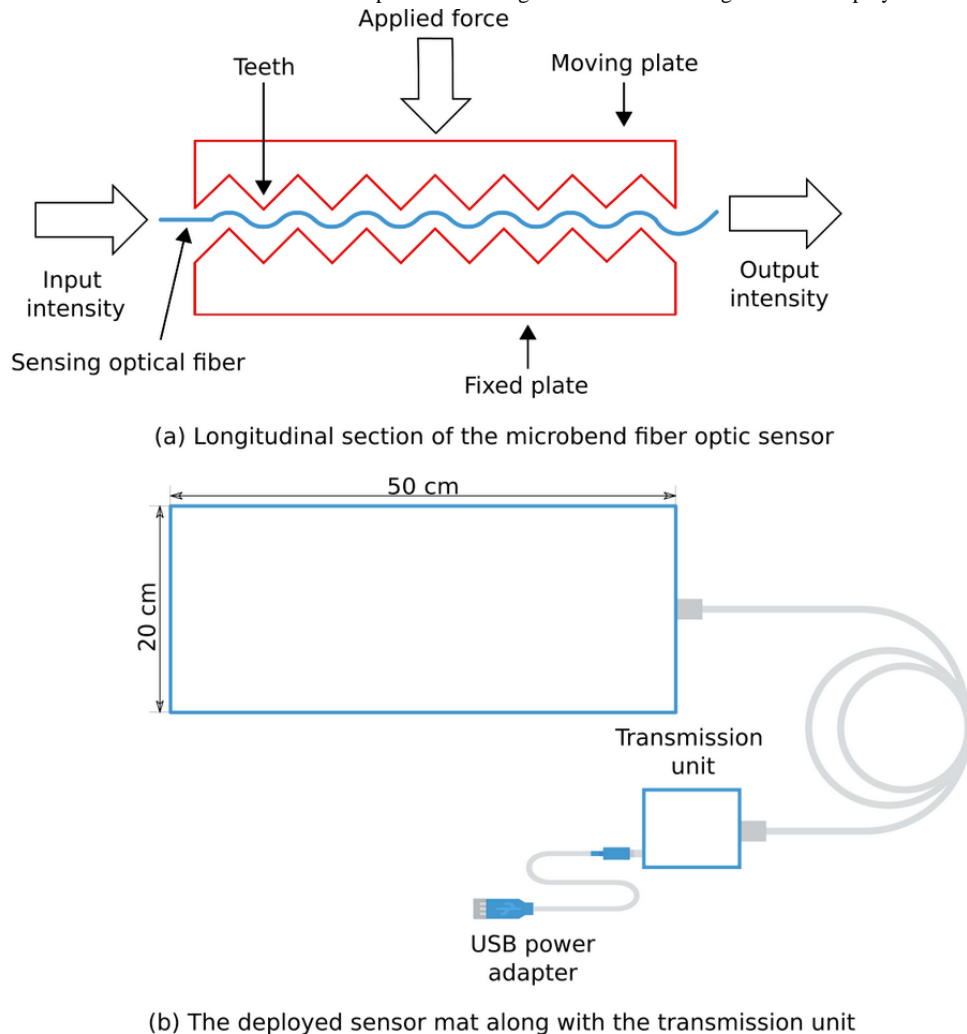 Applied force
Teeth
Moving plate
Input
intensity
Output
intensity
Sensing optical fiber
Fixed plate
(a) Longitudinal section of the microbend fiber optic sensor
50 cm
20 cm
Transmission
unit
USB power
adapter
(b) The deployed sensor mat along with the transmission unit